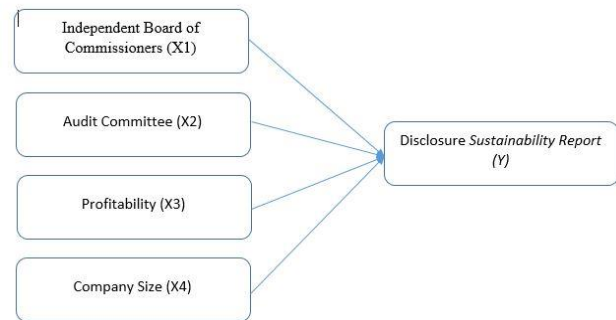 Independent Board of
Commissioners (X1)
Audit Committee (X2)
Disclosure Sustainability Report
(Y)
Profitability (X3)
Company Size (X4)